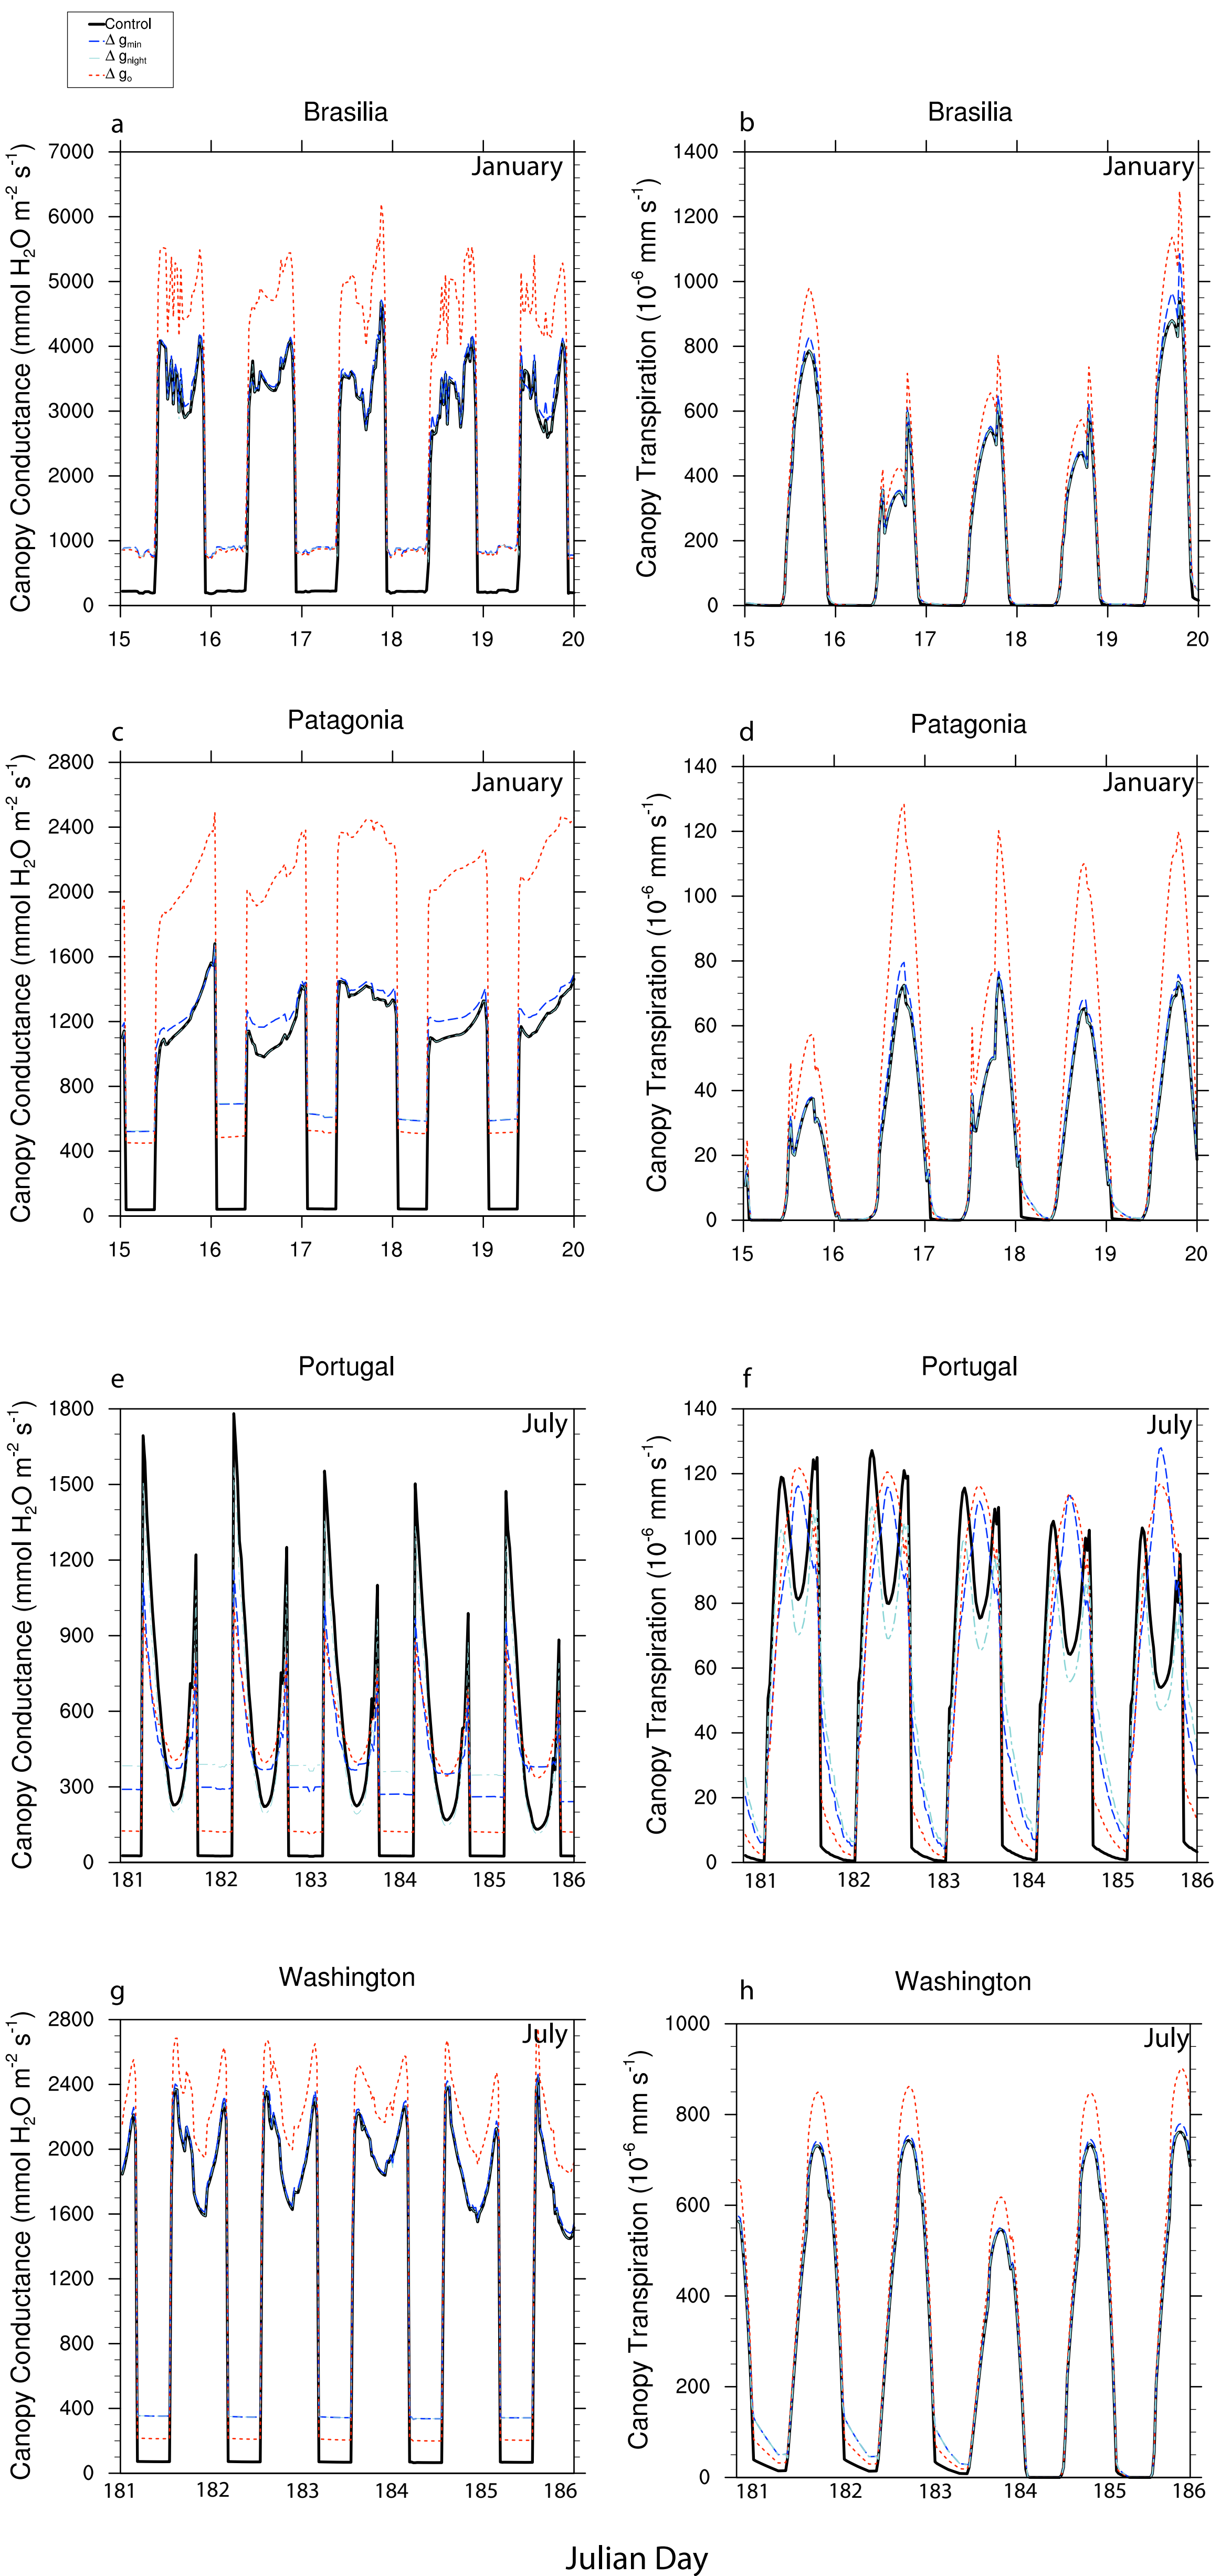 Control
Δ gmin
Δ gnight
Δ go
a
Brasilia
January
Canopy Conductance (mmol H2O m-2 s-1)
7000
6000
5000
4000
3000
2000
1000
0
15 16 17 18 19 20
b
Brasilia
January
Canopy Transpiration (10-6 mm s-1)
1400
1200
1000
800
600
400
200
0
15 16 17 18 19 20
c
Patagonia
January
Canopy Conductance (mmol H2O m-2 s-1)
2800
2400
2000
1600
1200
800
400
0
15 16 17 18 19 20
d
Patagonia
January
Canopy Transpiration (10-6 mm s-1)
140
120
100
80
60
40
20
0
15 16 17 18 19 20
e
Portugal
July
Canopy Conductance (mmol H2O m-2 s-1)
1800
1500
1200
900
600
300
0
181 182 183 184 185 186
f
Portugal
July
Canopy Transpiration (10-6 mm s-1)
140
120
100
80
60
40
20
0
181 182 183 184 185 186
g
Washington
July
Canopy Conductance (mmol H2O m-2 s-1)
2800
2400
2000
1600
1200
800
400
0
181 182 183 184 185 186
h
Washington
July
Canopy Transpiration (10-6 mm s-1)
1000
800
600
400
200
0
181 182 183 184 185 186
Julian Day